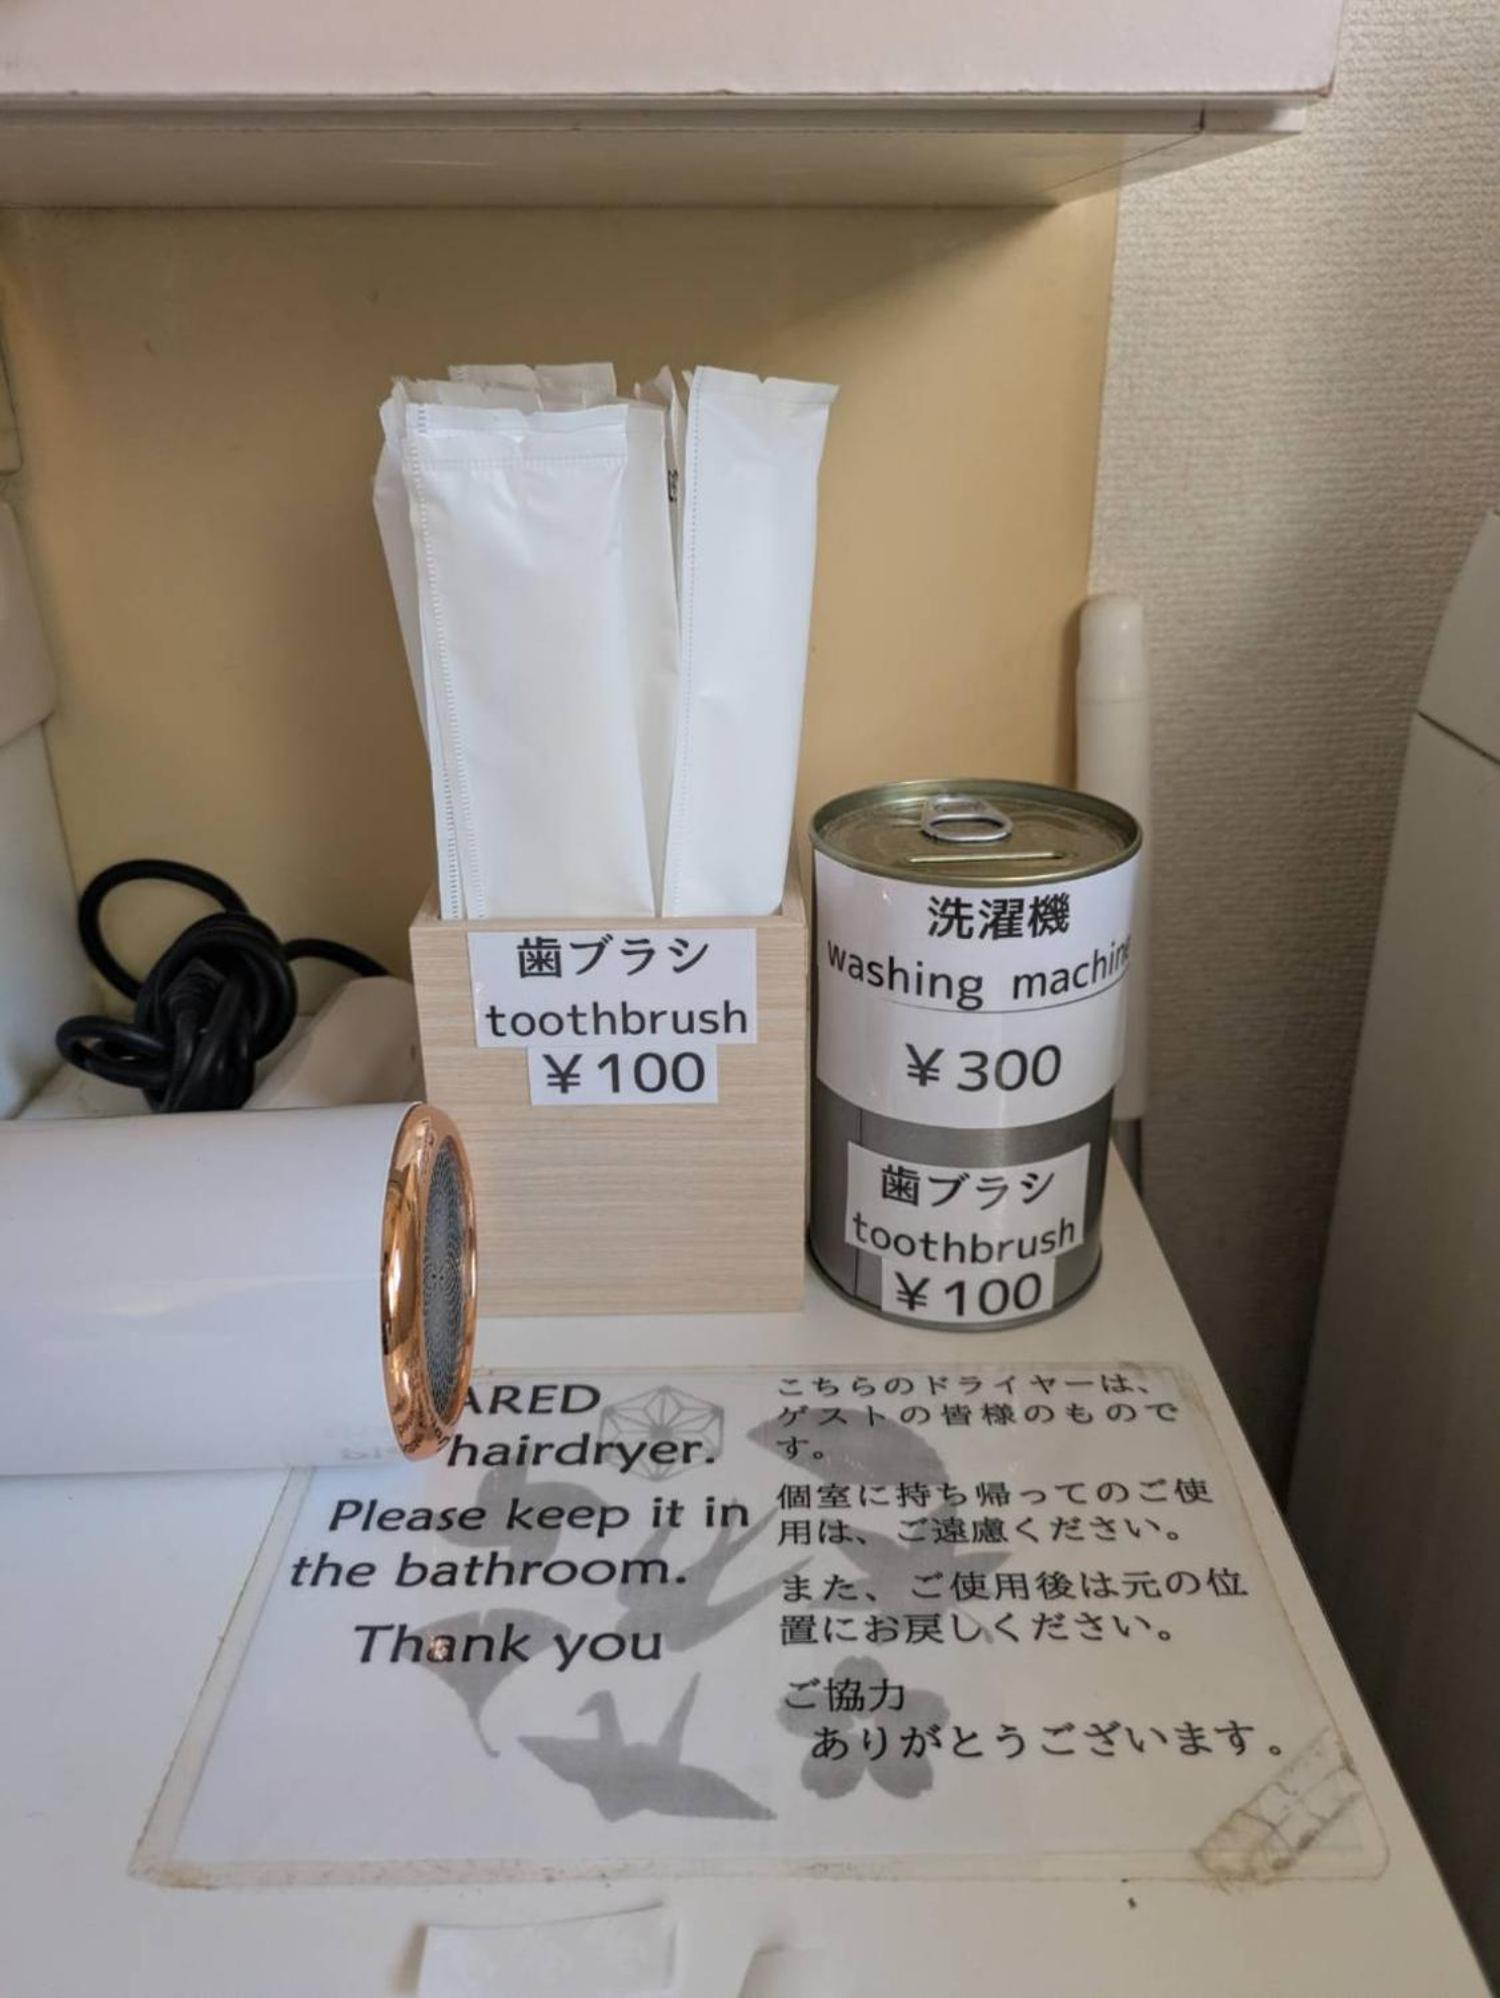 歯ブラシ
toothbrush
¥100
洗濯機
washing machine
¥300
歯ブラシ
toothbrush
¥100
ARED
hairdryer.
Please keep it in
the bathroom.
Thank you
こちらのドライヤーは、
ゲストの皆様のもので
す。
個室に持ち帰ってのご使
用は、ご遠慮ください。
また、ご使用後は元の位
置にお戻しください。
ご協力
ありがとうございます。